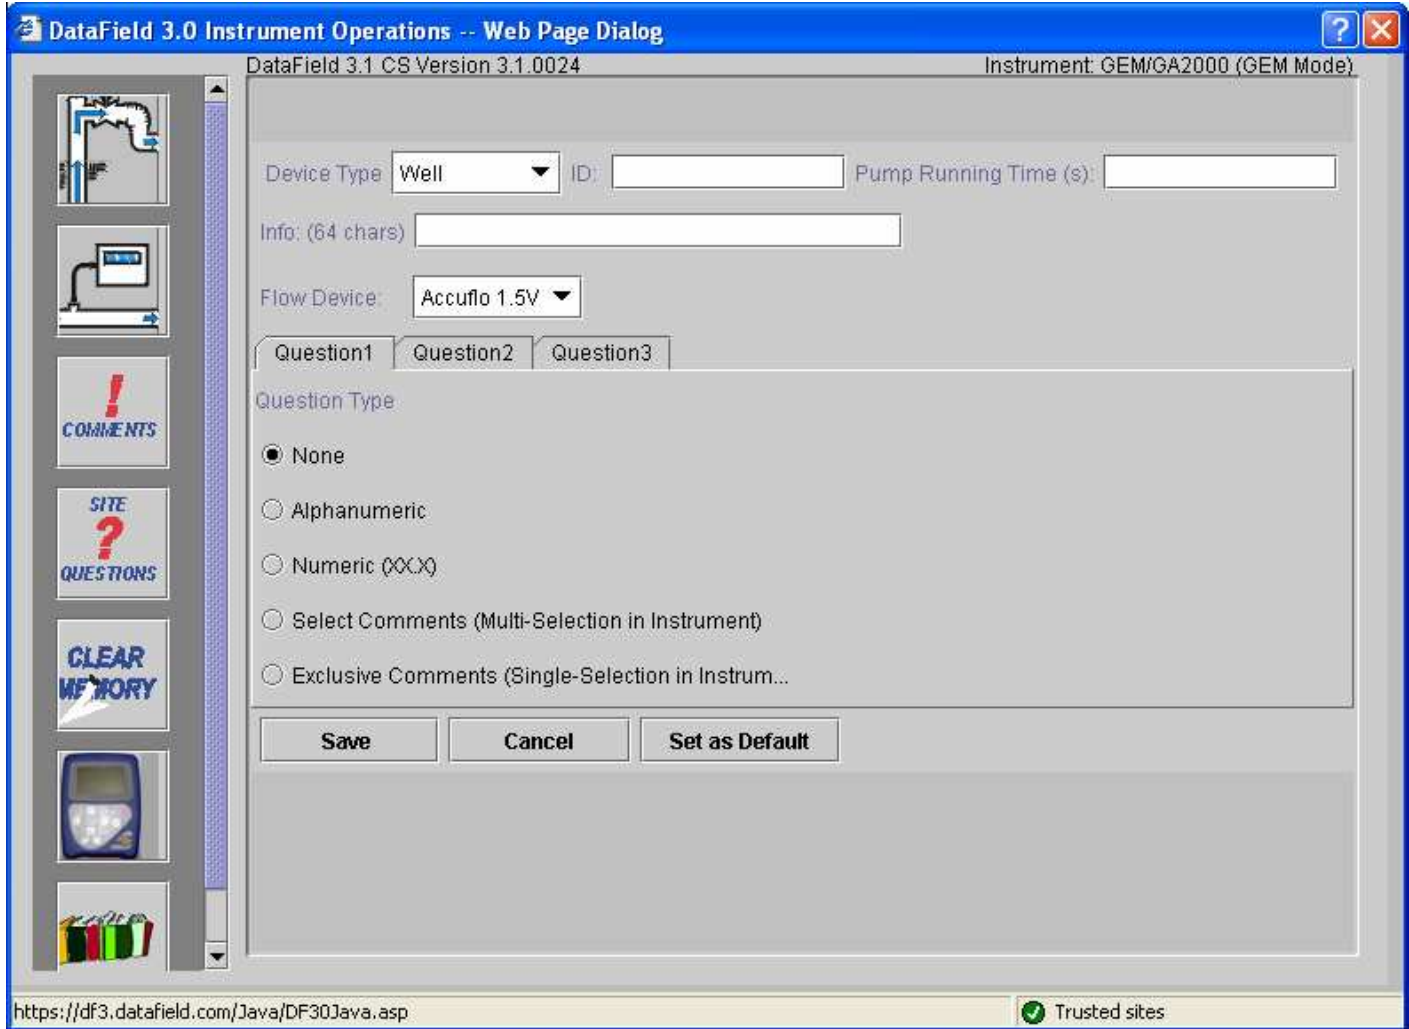 DataField 3.0 Instrument Operations -- Web Page Dialog
DataField 3.1 CS Version 3.1.0024 Instrument: GEM/GA2000 (GEM Mode)
Device Type Well ID: Pump Running Time (s):
Info: (64 chars)
Flow Device: Accuflo 1.5V
Question1 Question2 Question3
Question Type
None
Alphanumeric
Numeric (XX.X)
Select Comments (Multi-Selection in Instrument)
Exclusive Comments (Single-Selection in Instrum...
Save Cancel Set as Default
!
COMMENTS
SITE
?
QUESTIONS
CLEAR
MEMORY
https://df3.datafield.com/Java/DF30Java.asp Trusted sites